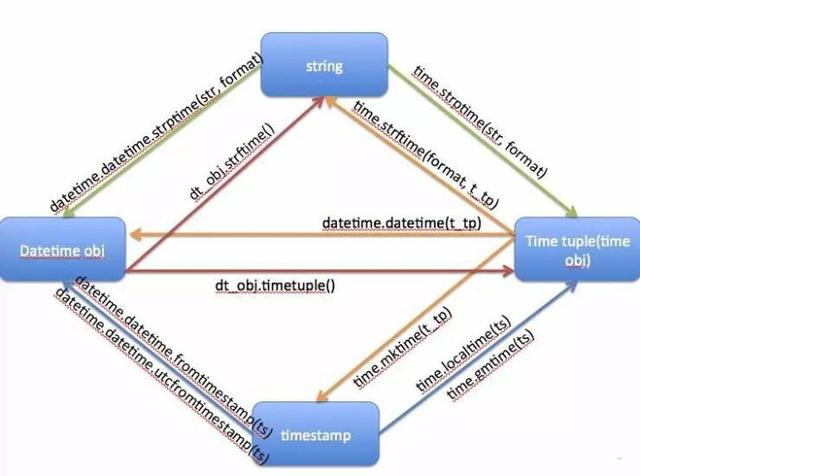 string
datetime.datetime.strptime(str, format)
time.strptime(str, format)
dt_obj.strftime()
time.strftime(format, t_tp)
datetime.datetime(t_tp)
Datetime obj
Time tuple(time
obj)
dt_obj.timetuple()
datetime.datetime.fromtimestamp(ts)
datetime.datetime.utcfromtimestamp(ts)
time.mktime(t_tp)
time.localtime(ts)
time.gmtime(ts)
timestamp